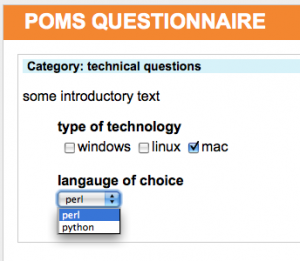 POMS QUESTIONNAIRE
Category: technical questions
some introductory text
type of technology
windows linux mac
langauge of choice
perl
perl
python